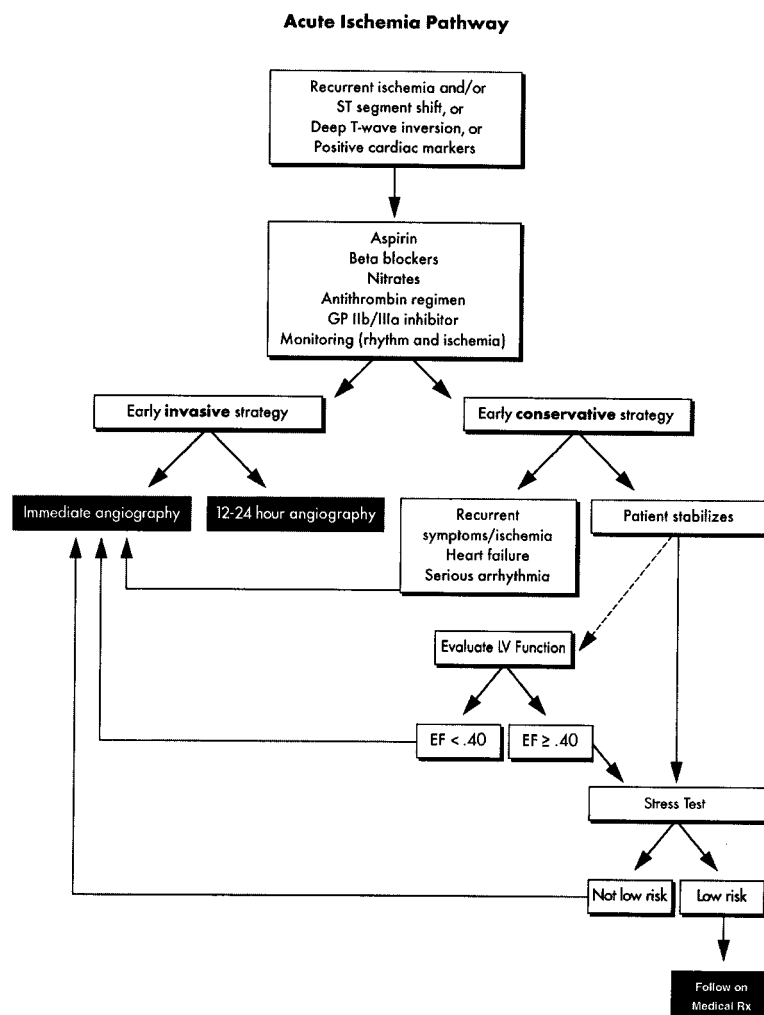 Acute Ischemia Pathway
Recurrent ischemia and/or
ST segment shift, or
Deep T-wave inversion, or
Positive cardiac markers
Aspirin
Beta blockers
Nitrates
Antithrombin regimen
GP IIb/IIIa inhibitor
Monitoring (rhythm and ischemia)
Early invasive strategy
Early conservative strategy
Immediate angiography
12-24 hour angiography
Recurrent
symptoms/ischemia
Heart failure
Serious arrhythmia
Patient stabilizes
Evaluate LV Function
EF < .40
EF ≥ .40
Stress Test
Not low risk
Low risk
Follow on
Medical Rx